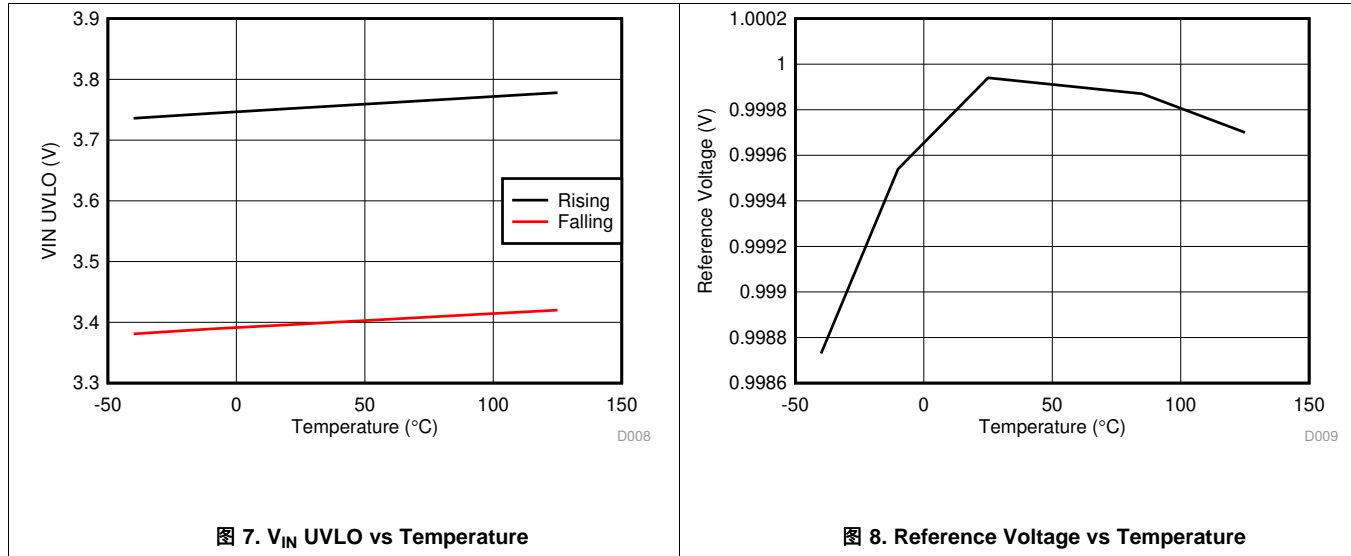 3.9
3.8
3.7
3.6
3.5
3.4
3.3
VIN UVLO (V)
Rising
Falling
-50 0 50 100 150
Temperature (°C)
D008
图 7. VIN UVLO vs Temperature
1.0002
1
0.9998
0.9996
0.9994
0.9992
0.999
0.9988
0.9986
Reference Voltage (V)
-50 0 50 100 150
Temperature (°C)
D009
图 8. Reference Voltage vs Temperature